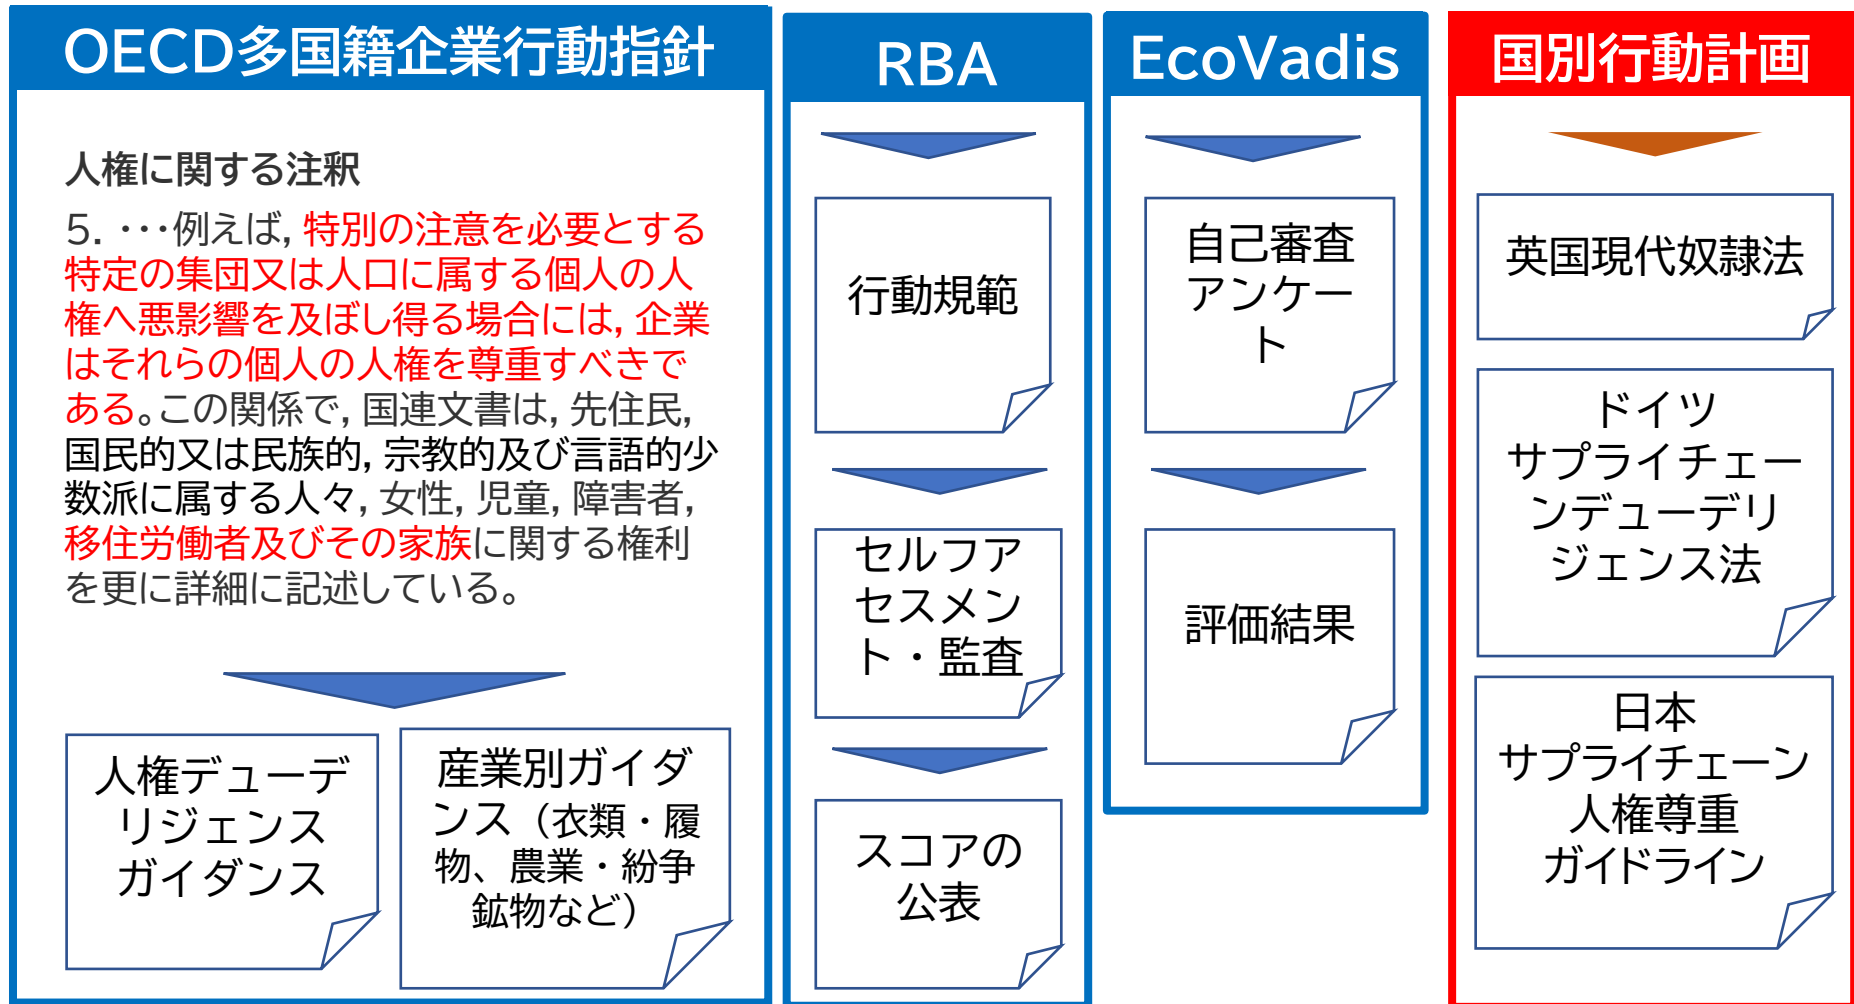 OECD多国籍企業行動指針
人権に関する注釈
５．・・・例えば，特別の注意を必要とする
特定の集団又は人口に属する個人の人
権へ悪影響を及ぼし得る場合には，企業
はそれらの個人の人権を尊重すべきで
ある。この関係で，国連文書は，先住民，
国民的又は民族的，宗教的及び言語的少
数派に属する人々，女性，児童，障害者，
移住労働者及びその家族に関する権利
を更に詳細に記述している。
人権デューデ
リジェンス
ガイダンス
産業別ガイダ
ンス（衣類・履
物、農業・紛争
鉱物など）
RBA
行動規範
セルフア
セスメン
ト・監査
スコアの
公表
EcoVadis
自己審査
アンケー
ト
評価結果
国別行動計画
英国現代奴隷法
ドイツ
サプライチェー
ンデューデリ
ジェンス法
日本
サプライチェーン
人権尊重
ガイドライン